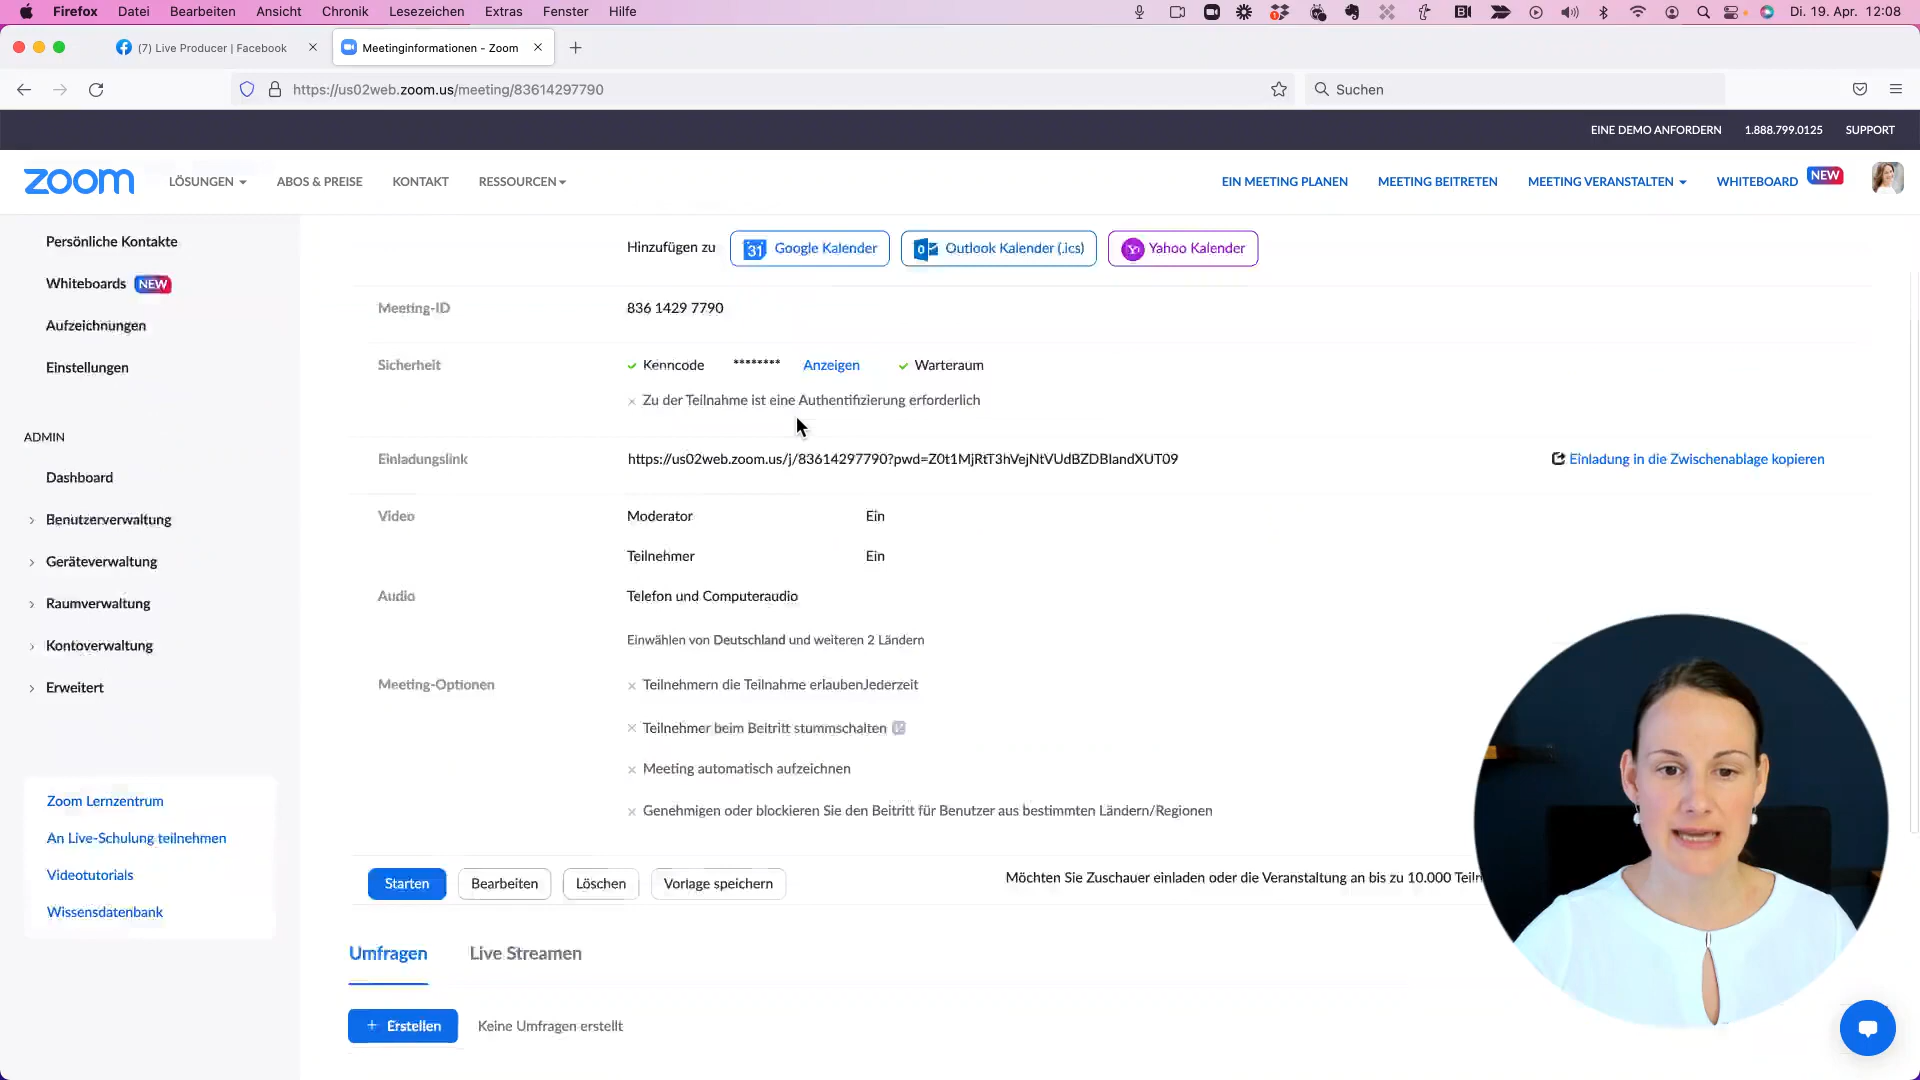 Firefox Datei Bearbeiten Ansicht Chronik Lesezeichen Extras Fenster Hilfe Di. 19. Apr. 12:08
(7) Live Producer | Facebook Meetinginformationen - Zoom
https://us02web.zoom.us/meeting/83614297790 Suchen
EINE DEMO ANFORDERN 1.888.799.0125 SUPPORT
zoom LÖSUNGEN ABOS & PREISE KONTAKT RESSOURCEN EIN MEETING PLANEN MEETING BEITRETEN MEETING VERANSTALTEN WHITEBOARD NEW
Persönliche Kontakte
Whiteboards NEW
Aufzeichnungen
Einstellungen
ADMIN
Dashboard
Benutzerverwaltung
Geräteverwaltung
Raumverwaltung
Kontoverwaltung
Erweitert
Zoom Lernzentrum
An Live-Schulung teilnehmen
Videotutorials
Wissensdatenbank
Hinzufügen zu 31 Google Kalender Outlook Kalender (.ics) Yahoo Kalender
Meeting-ID 836 1429 7790
Sicherheit Kenncode ******** Anzeigen Warteraum
Zu der Teilnahme ist eine Authentifizierung erforderlich
Einladungslink https://us02web.zoom.us/j/83614297790?pwd=Z0t1MjRtT3hVejNtVUdBZDBIandXUT09 Einladung in die Zwischenablage kopieren
Video Moderator Ein
Teilnehmer Ein
Audio Telefon und Computeraudio
Einwählen von Deutschland und weiteren 2 Ländern
Meeting-Optionen Teilnehmern die Teilnahme erlaubenJederzeit
Teilnehmer beim Beitritt stummschalten
Meeting automatisch aufzeichnen
Genehmigen oder blockieren Sie den Beitritt für Benutzer aus bestimmten Ländern/Regionen
Starten Bearbeiten Löschen Vorlage speichern Möchten Sie Zuschauer einladen oder die Veranstaltung an bis zu 10.000 Teiln
Umfragen Live Streamen
+ Erstellen Keine Umfragen erstellt